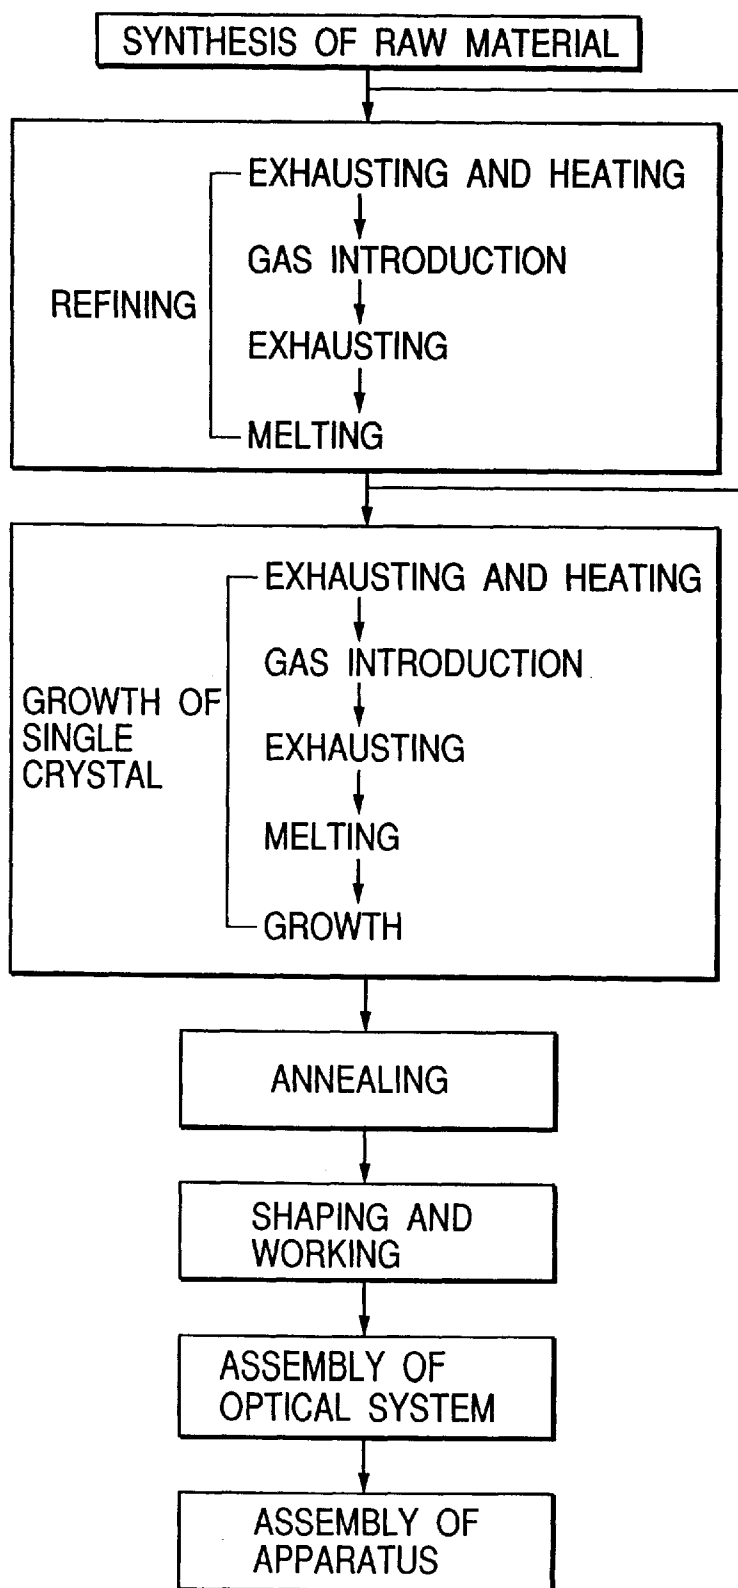 SYNTHESIS OF RAW MATERIAL
EXHAUSTING AND HEATING
GAS INTRODUCTION
REFINING
EXHAUSTING
MELTING
EXHAUSTING AND HEATING
GAS INTRODUCTION
GROWTH OF
SINGLE
CRYSTAL
EXHAUSTING
MELTING
GROWTH
ANNEALING
SHAPING AND
WORKING
ASSEMBLY OF
OPTICAL SYSTEM
ASSEMBLY OF
APPARATUS